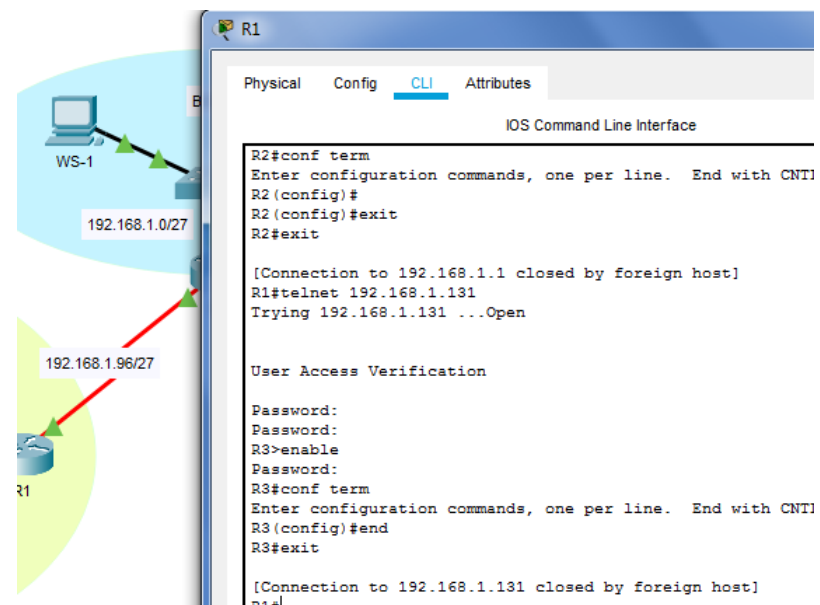 R1
Physical Config CLI Attributes
IOS Command Line Interface
B
WS-1
192.168.1.0/27
192.168.1.96/27
R1
R2#conf term
Enter configuration commands, one per line. End with CNT
R2(config)#
R2(config)#exit
R2#exit
[Connection to 192.168.1.1 closed by foreign host]
R1#telnet 192.168.1.131
Trying 192.168.1.131 ...Open
User Access Verification
Password:
Password:
R3>enable
Password:
R3#conf term
Enter configuration commands, one per line. End with CNT
R3(config)#end
R3#exit
[Connection to 192.168.1.131 closed by foreign host]
R1#